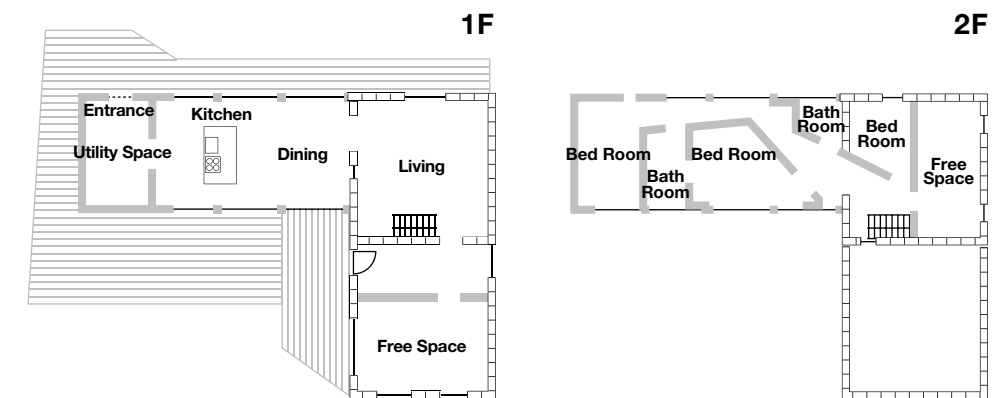 1F
Entrance
Kitchen
Utility Space
Dining
Living
Free Space
2F
Bath
Room
Bed
Room
Bed Room
Bed Room
Free
Space
Bath
Room